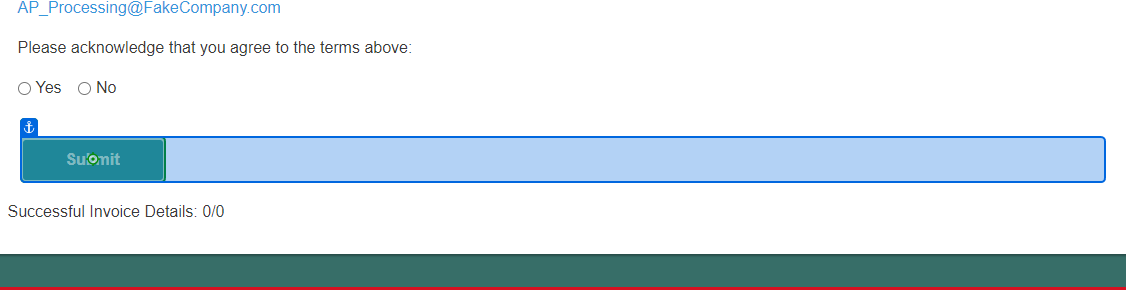 AP_Processing@FakeCompany.com
Please acknowledge that you agree to the terms above:
Yes No
Submit
Successful Invoice Details: 0/0